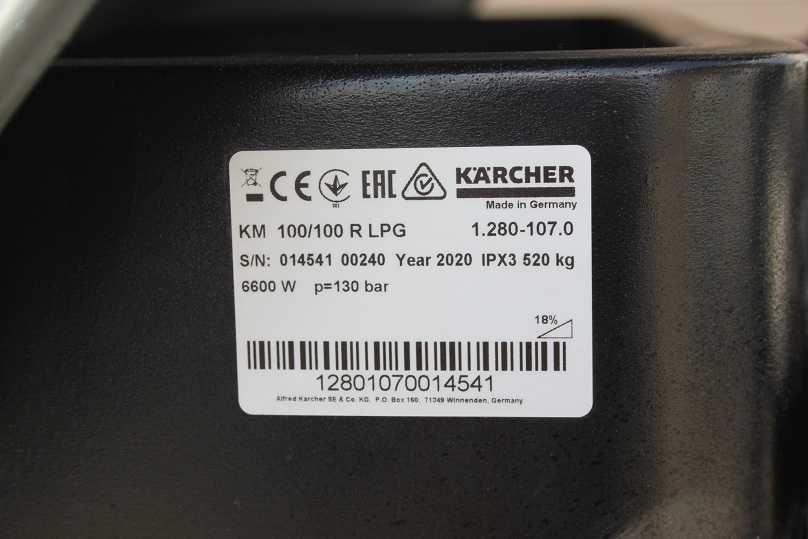 CE EAC KÄRCHER
Made in Germany
KM 100/100 R LPG 1.280-107.0
S/N: 014541 00240 Year 2020 IPX3 520 kg
6600 W p=130 bar
18%
12801070014541
Alfred Karcher SE & Co. KG. P.O. Box 160. 71349 Winnenden, Germany